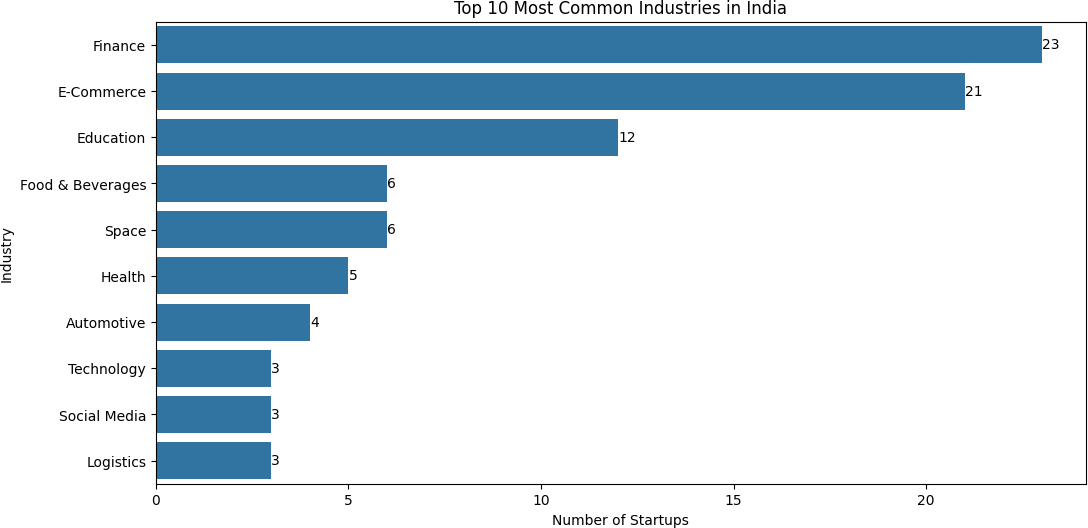 Top 10 Most Common Industries in India
Industry
Finance 23
E-Commerce 21
Education 12
Food & Beverages 6
Space 6
Health 5
Automotive 4
Technology 3
Social Media 3
Logistics 3
0 5 10 15 20
Number of Startups